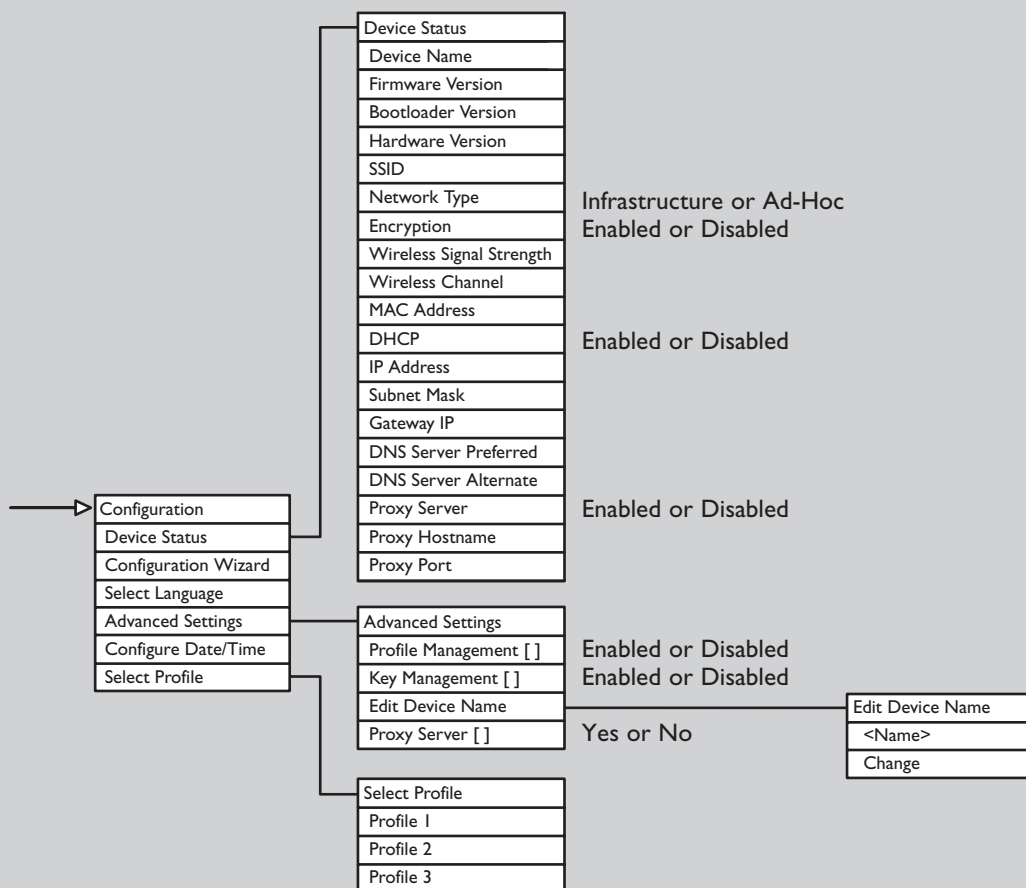 Device Status
Device Name
Firmware Version
Bootloader Version
Hardware Version
SSID
Network Type
Infrastructure or Ad-Hoc
Encryption
Enabled or Disabled
Wireless Signal Strength
Wireless Channel
MAC Address
DHCP
Enabled or Disabled
IP Address
Subnet Mask
Gateway IP
DNS Server Preferred
DNS Server Alternate
Proxy Server
Enabled or Disabled
Proxy Hostname
Proxy Port
Configuration
Device Status
Configuration Wizard
Select Language
Advanced Settings
Configure Date/Time
Select Profile
Advanced Settings
Profile Management [ ]
Enabled or Disabled
Key Management [ ]
Enabled or Disabled
Edit Device Name
Proxy Server [ ]
Yes or No
Edit Device Name
<Name>
Change
Select Profile
Profile 1
Profile 2
Profile 3